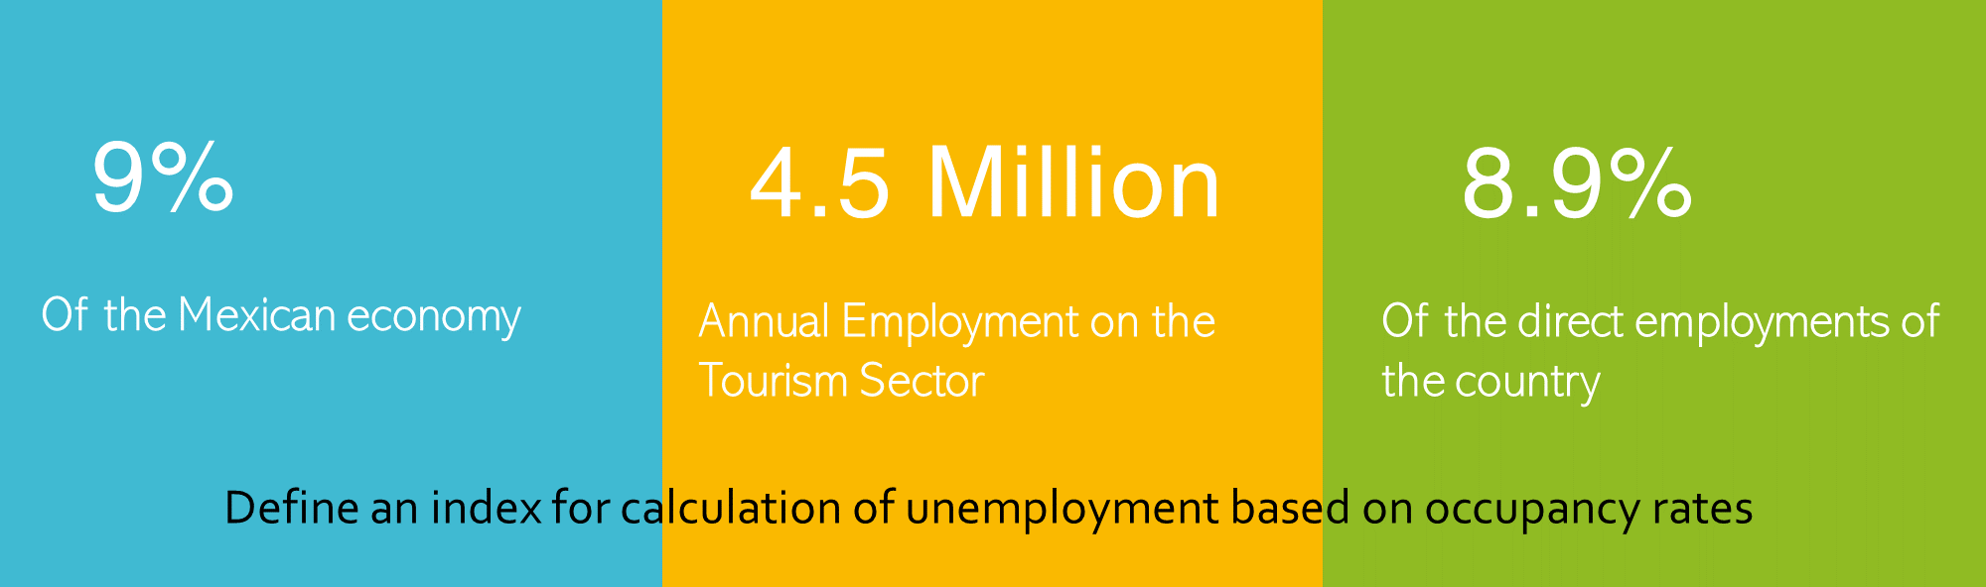 9%
Of the Mexican economy
4.5 Million
Annual Employment on the
Tourism Sector
8.9%
Of the direct employments of
the country
Define an index for calculation of unemployment based on occupancy rates